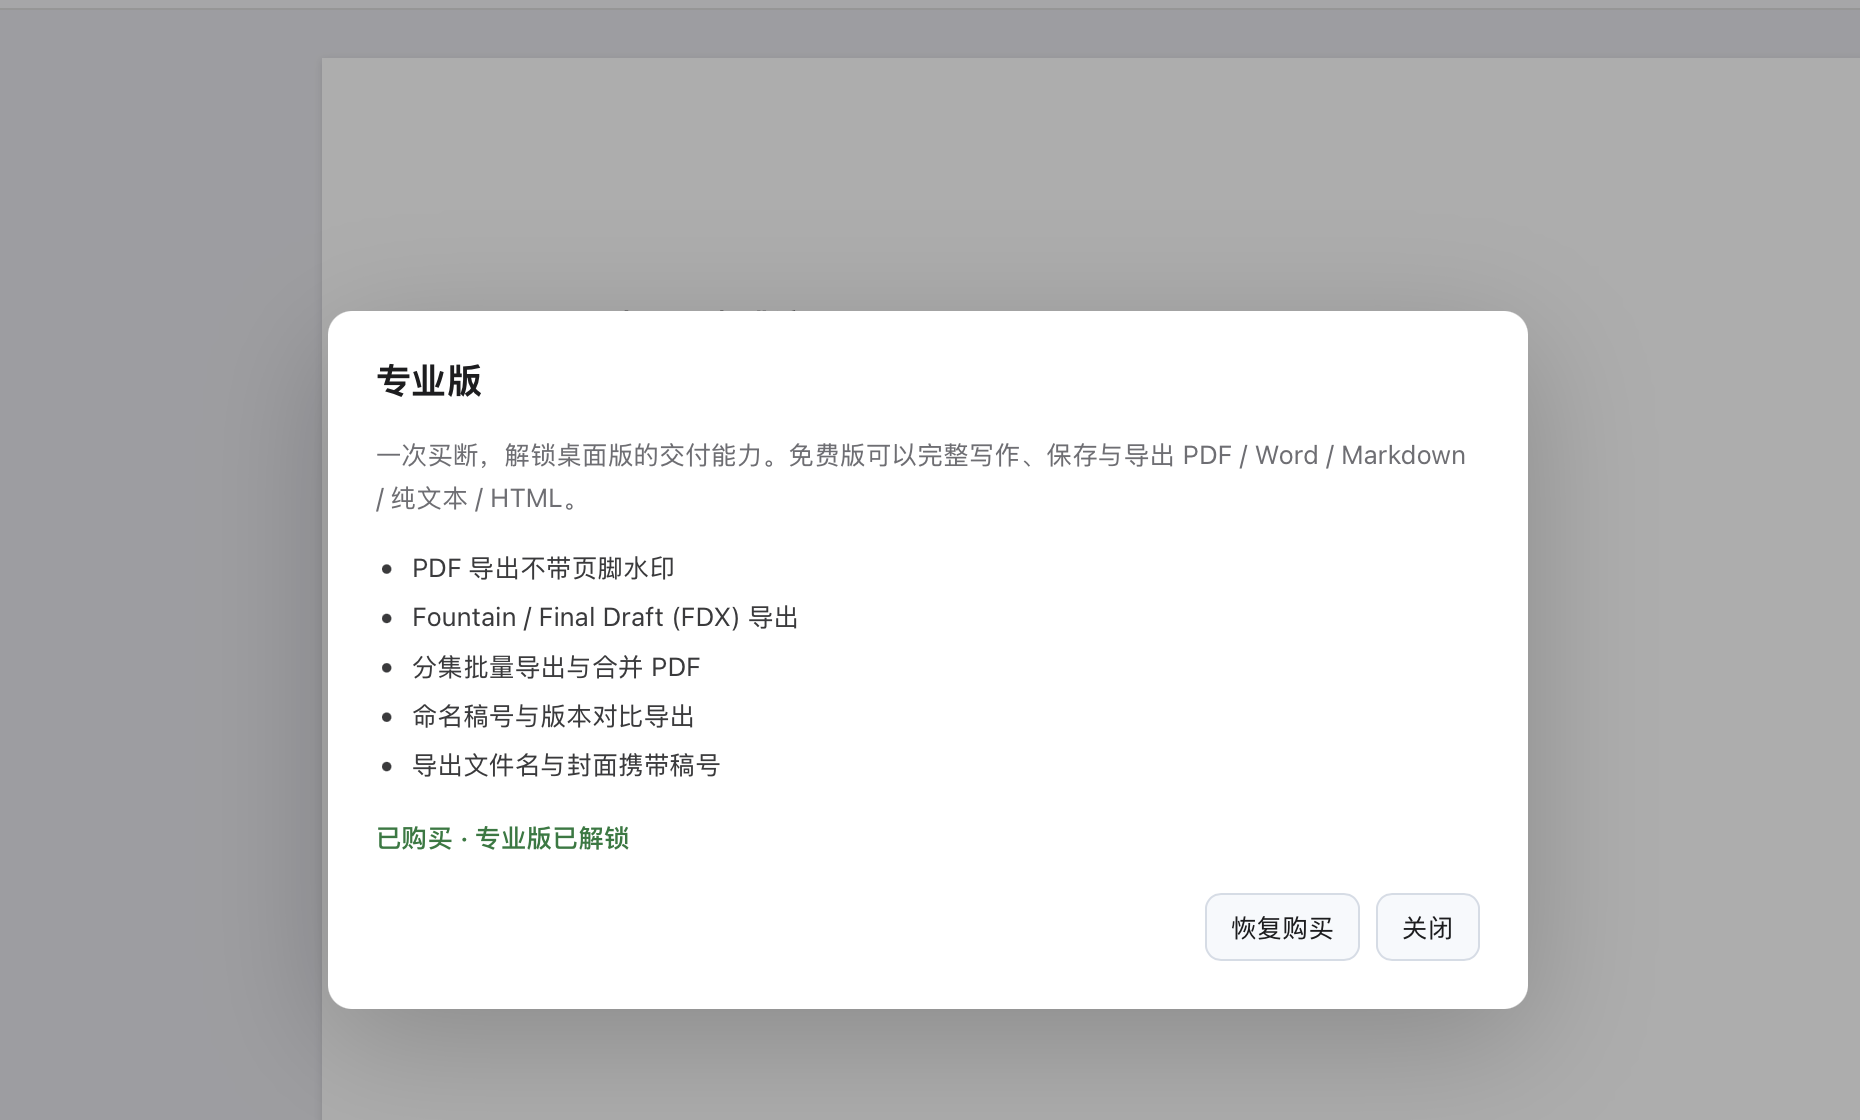 专业版
一次买断，解锁桌面版的交付能力。免费版可以完整写作、保存与导出 PDF / Word / Markdown
/ 纯文本 / HTML。
• PDF 导出不带页脚水印
• Fountain / Final Draft (FDX) 导出
• 分集批量导出与合并 PDF
• 命名稿号与版本对比导出
• 导出文件名与封面携带稿号
已购买 · 专业版已解锁
恢复购买 关闭